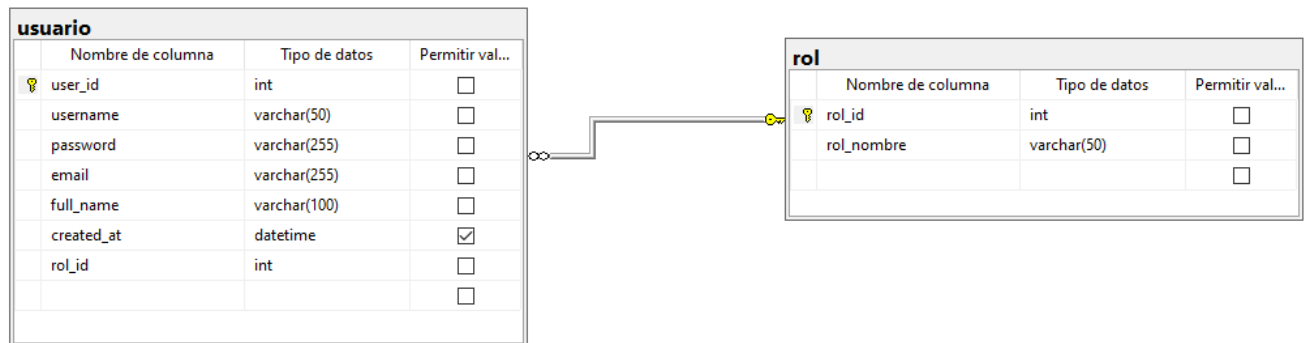 usuario
Nombre de columna Tipo de datos Permitir val...
user_id int
username varchar(50)
password varchar(255)
email varchar(255)
full_name varchar(100)
created_at datetime
rol_id int
rol
Nombre de columna Tipo de datos Permitir val...
rol_id int
rol_nombre varchar(50)